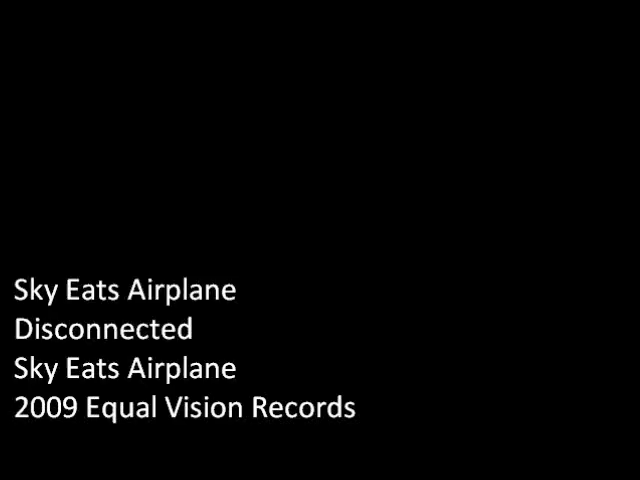 Sky Eats Airplane
Disconnected
Sky Eats Airplane
2009 Equal Vision Records